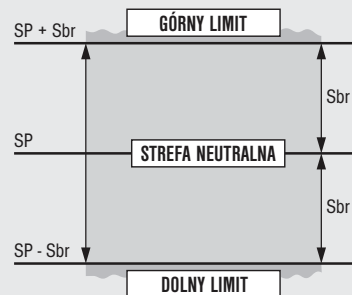 GÓRNY LIMIT
SP + Sbr
Sbr
SP
STREFA NEUTRALNA
Sbr
SP - Sbr
DOLNY LIMIT